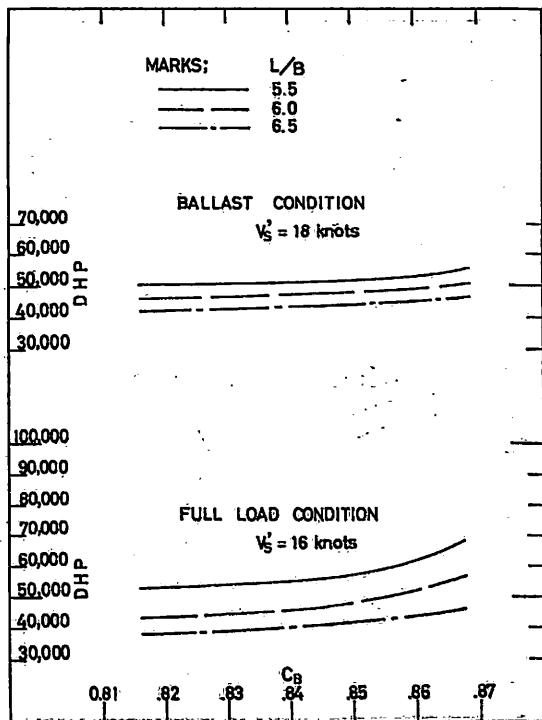 MARKS; L/B
5.5
6.0
6.5
BALLAST CONDITION
V'S = 18 knots
70,000
60,000
50,000
40,000
30,000
DHP
100,000
90,000
80,000
70,000
60,000
50,000
40,000
30,000
DHP
FULL LOAD CONDITION
V'S = 16 knots
CB
0.81 .82 .83 .84 .85 .86 .87